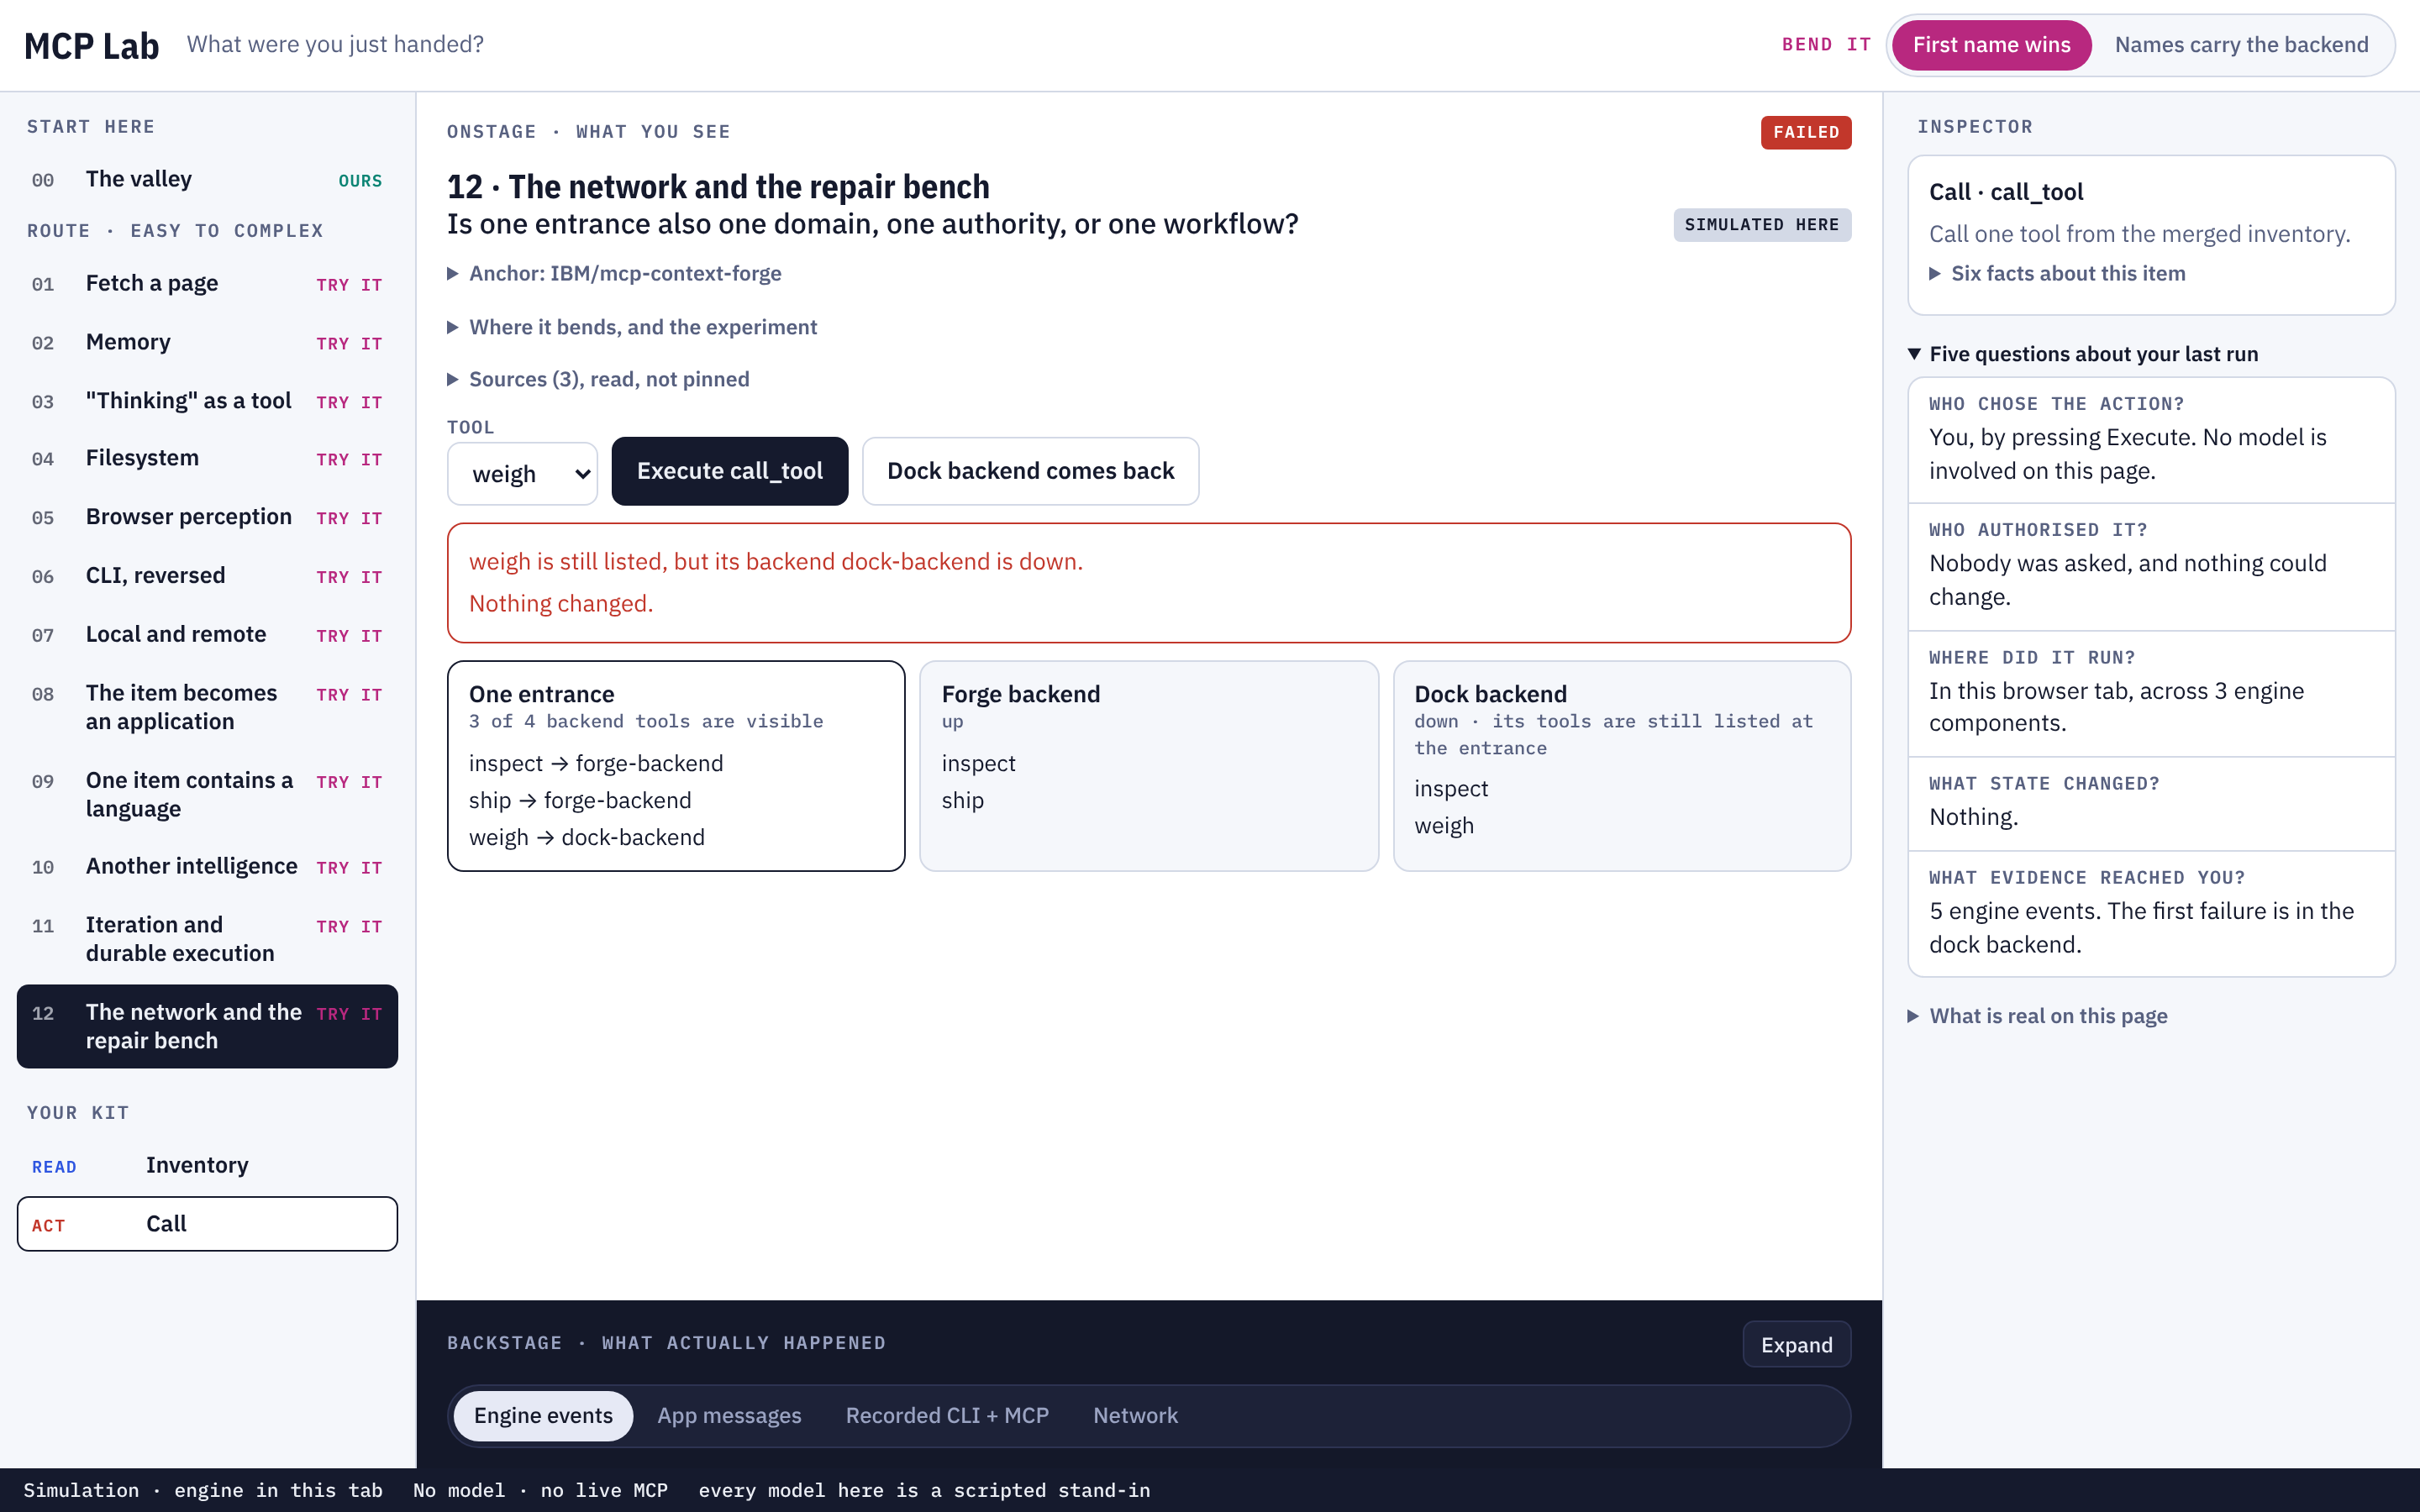 MCP Lab
What were you just handed?
BEND IT
First name wins
Names carry the backend
START HERE
00 The valley OURS
ROUTE · EASY TO COMPLEX
01 Fetch a page TRY IT
02 Memory TRY IT
03 "Thinking" as a tool TRY IT
04 Filesystem TRY IT
05 Browser perception TRY IT
06 CLI, reversed TRY IT
07 Local and remote TRY IT
08 The item becomes TRY IT
an application
09 One item contains a TRY IT
language
10 Another intelligence TRY IT
11 Iteration and TRY IT
durable execution
12 The network and the TRY IT
repair bench
YOUR KIT
READ Inventory
ACT Call
ONSTAGE · WHAT YOU SEE
FAILED
12 · The network and the repair bench
Is one entrance also one domain, one authority, or one workflow?
SIMULATED HERE
Anchor: IBM/mcp-context-forge
Where it bends, and the experiment
Sources (3), read, not pinned
TOOL
weigh
Execute call_tool
Dock backend comes back
weigh is still listed, but its backend dock-backend is down.
Nothing changed.
One entrance
3 of 4 backend tools are visible
inspect → forge-backend
ship → forge-backend
weigh → dock-backend
Forge backend
up
inspect
ship
Dock backend
down · its tools are still listed at
the entrance
inspect
weigh
BACKSTAGE · WHAT ACTUALLY HAPPENED
Expand
Engine events
App messages
Recorded CLI + MCP
Network
INSPECTOR
Call · call_tool
Call one tool from the merged inventory.
Six facts about this item
Five questions about your last run
WHO CHOSE THE ACTION?
You, by pressing Execute. No model is
involved on this page.
WHO AUTHORISED IT?
Nobody was asked, and nothing could
change.
WHERE DID IT RUN?
In this browser tab, across 3 engine
components.
WHAT STATE CHANGED?
Nothing.
WHAT EVIDENCE REACHED YOU?
5 engine events. The first failure is in the
dock backend.
What is real on this page
Simulation · engine in this tab
No model · no live MCP
every model here is a scripted stand-in